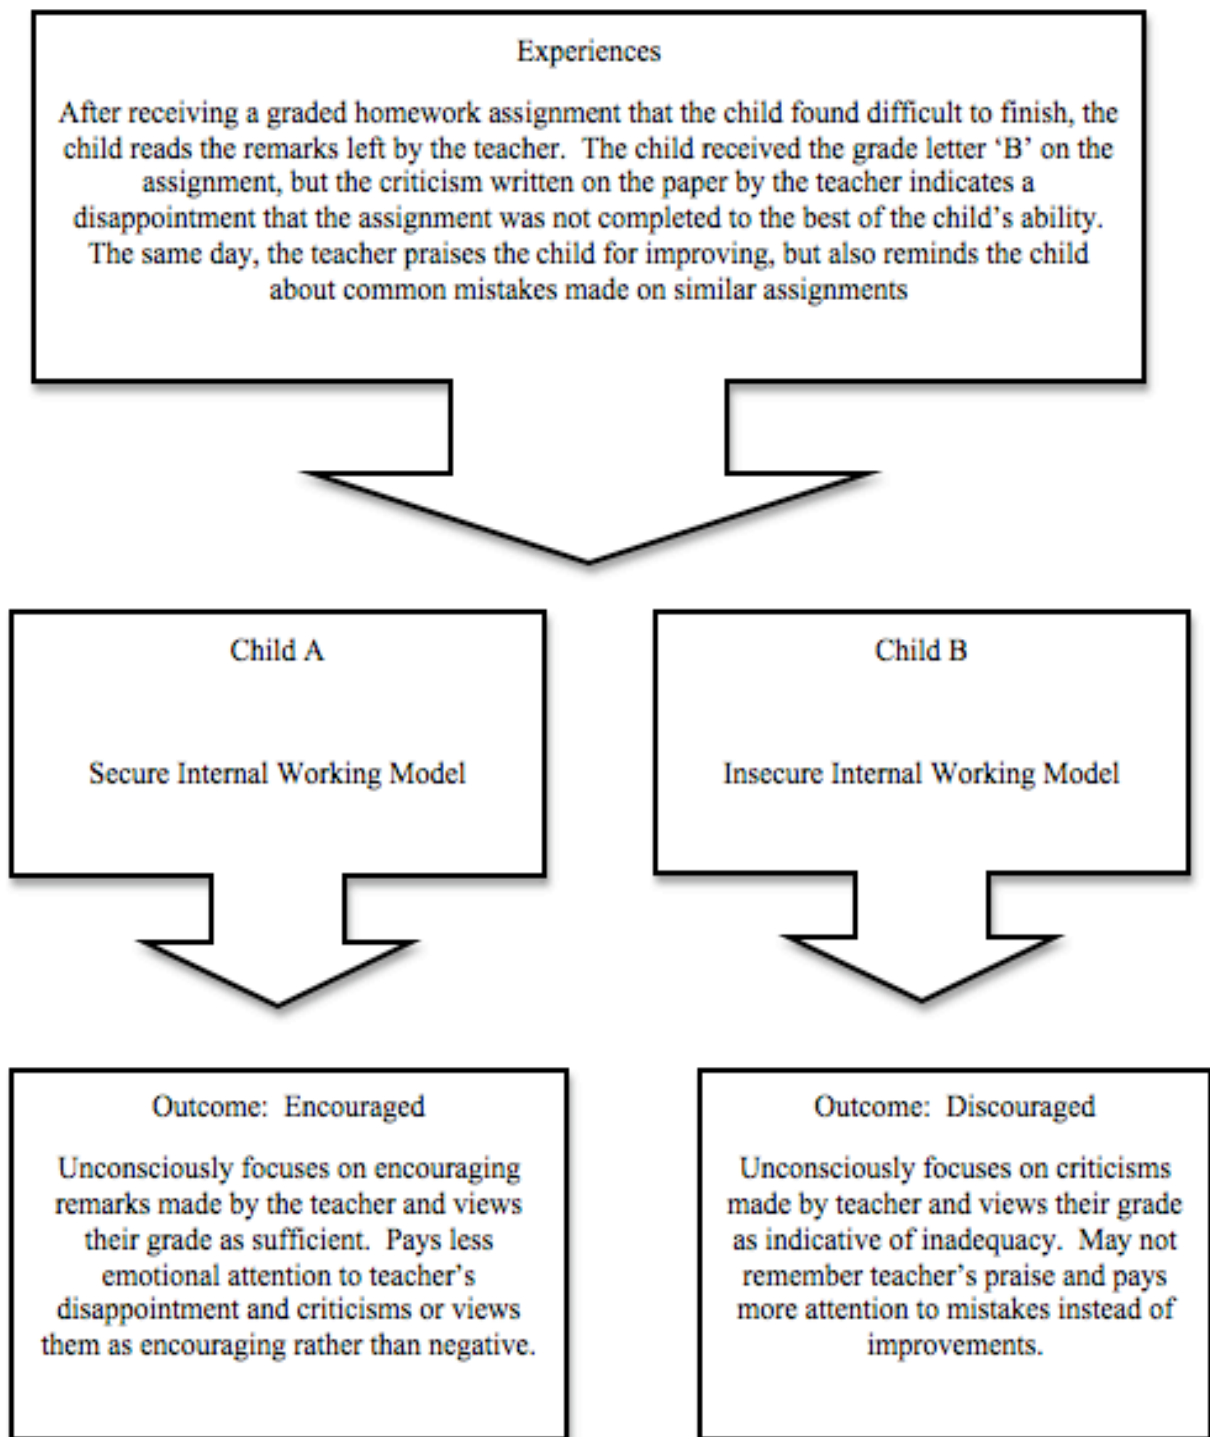 Experiences
After receiving a graded homework assignment that the child found difficult to finish, the
child reads the remarks left by the teacher.  The child received the grade letter ‘B’ on the
assignment, but the criticism written on the paper by the teacher indicates a
disappointment that the assignment was not completed to the best of the child’s ability.
The same day, the teacher praises the child for improving, but also reminds the child
about common mistakes made on similar assignments
Child A
Secure Internal Working Model
Child B
Insecure Internal Working Model
Outcome:  Encouraged
Unconsciously focuses on encouraging
remarks made by the teacher and views
their grade as sufficient.  Pays less
emotional attention to teacher’s
disappointment and criticisms or views
them as encouraging rather than negative.
Outcome:  Discouraged
Unconsciously focuses on criticisms
made by teacher and views their grade
as indicative of inadequacy.  May not
remember teacher’s praise and pays
more attention to mistakes instead of
improvements.